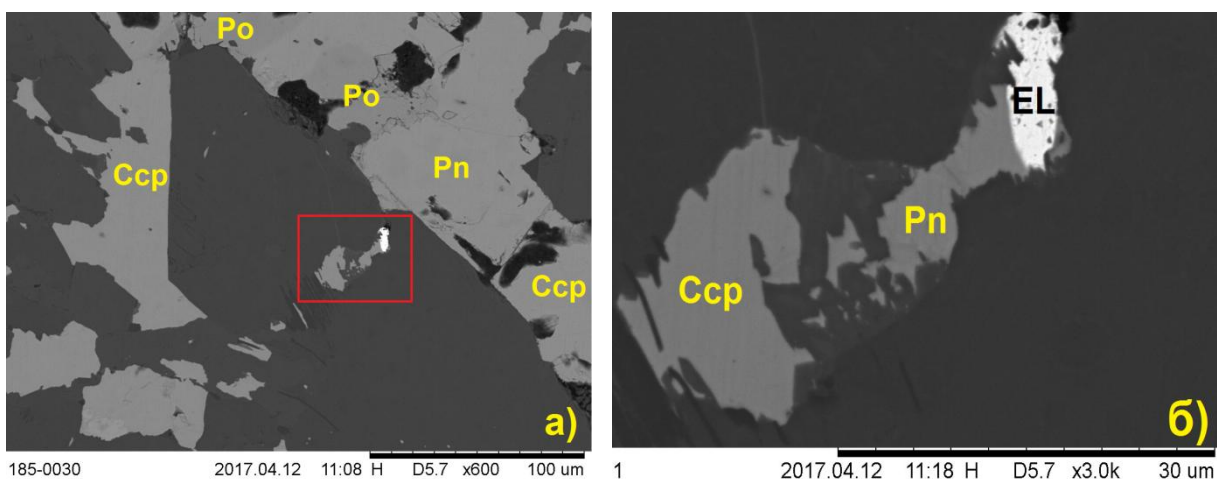 Po
Po
Ccp
Pn
Ccp
а)
185-0030 2017.04.12 11:08 H D5.7 x600 100 um
EL
Pn
Ccp
б)
1 2017.04.12 11:18 H D5.7 x3.0k 30 um